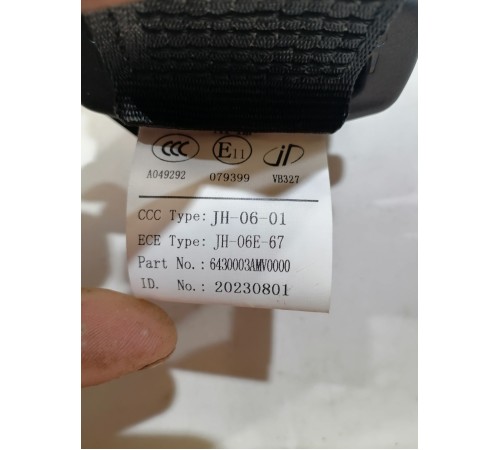 CCC E11 JP
A049292 079399 VB327
CCC Type: JH-06-01
ECE Type: JH-06E-67
Part No.: 6430003AMV0000
ID. No.: 20230801